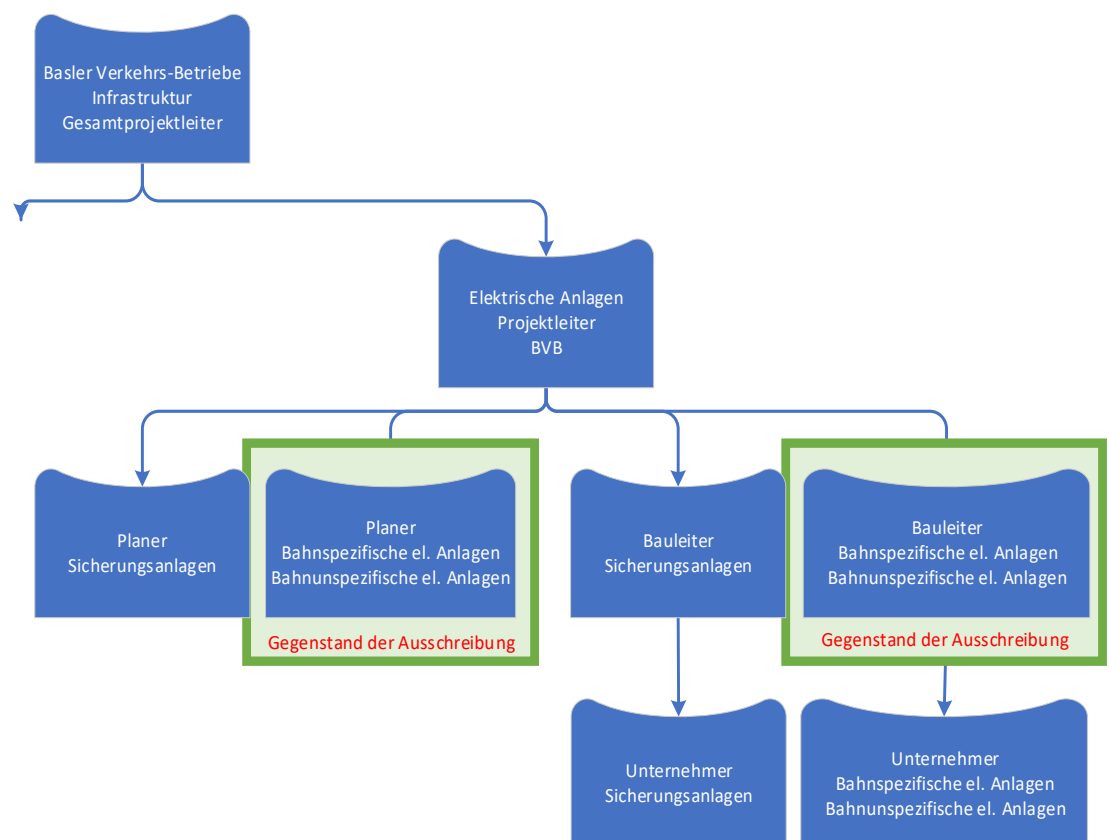 Basler Verkehrs-Betriebe
Infrastruktur
Gesamtprojektleiter
Elektrische Anlagen
Projektleiter
BVB
Planer
Sicherungsanlagen
Planer
Bahnspezifische el. Anlagen
Bahnunspezifische el. Anlagen
Gegenstand der Ausschreibung
Bauleiter
Sicherungsanlagen
Bauleiter
Bahnspezifische el. Anlagen
Bahnunspezifische el. Anlagen
Gegenstand der Ausschreibung
Unternehmer
Sicherungsanlagen
Unternehmer
Bahnspezifische el. Anlagen
Bahnunspezifische el. Anlagen